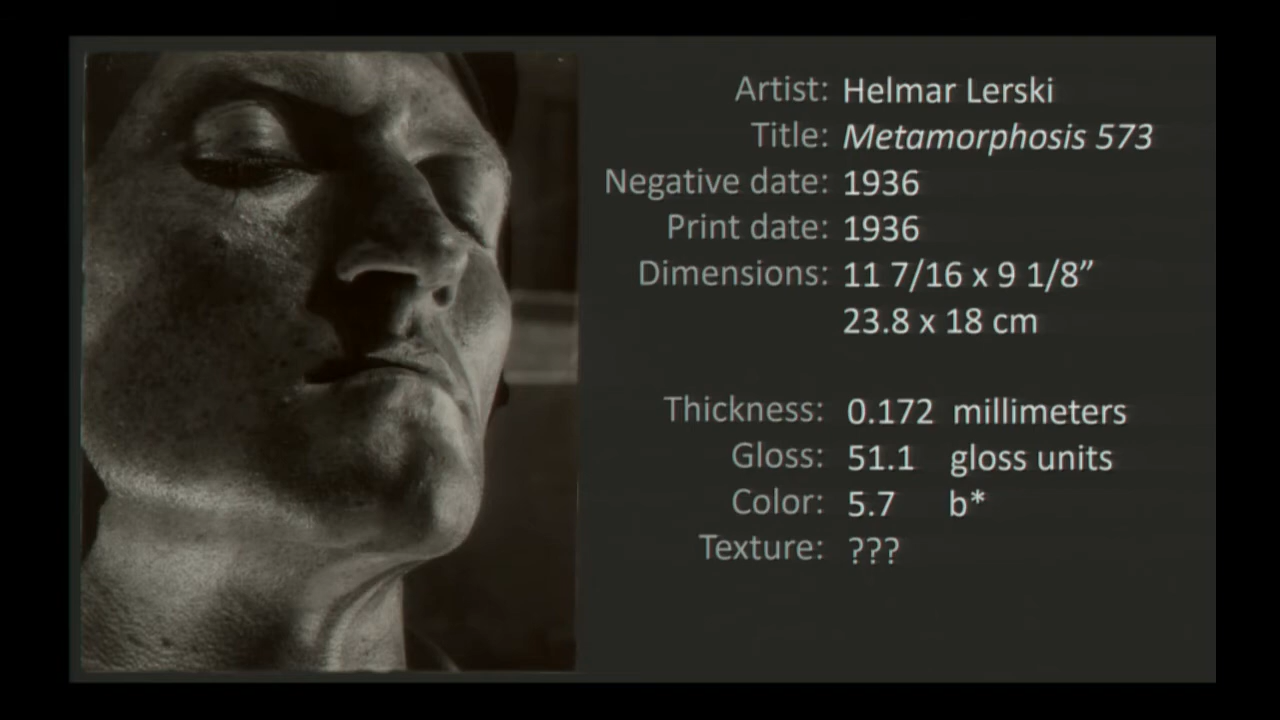 Artist: Helmar Lerski
Title: Metamorphosis 573
Negative date: 1936
Print date: 1936
Dimensions: 11 7/16 x 9 1/8”
23.8 x 18 cm
Thickness: 0.172 millimeters
Gloss: 51.1 gloss units
Color: 5.7 b*
Texture: ???